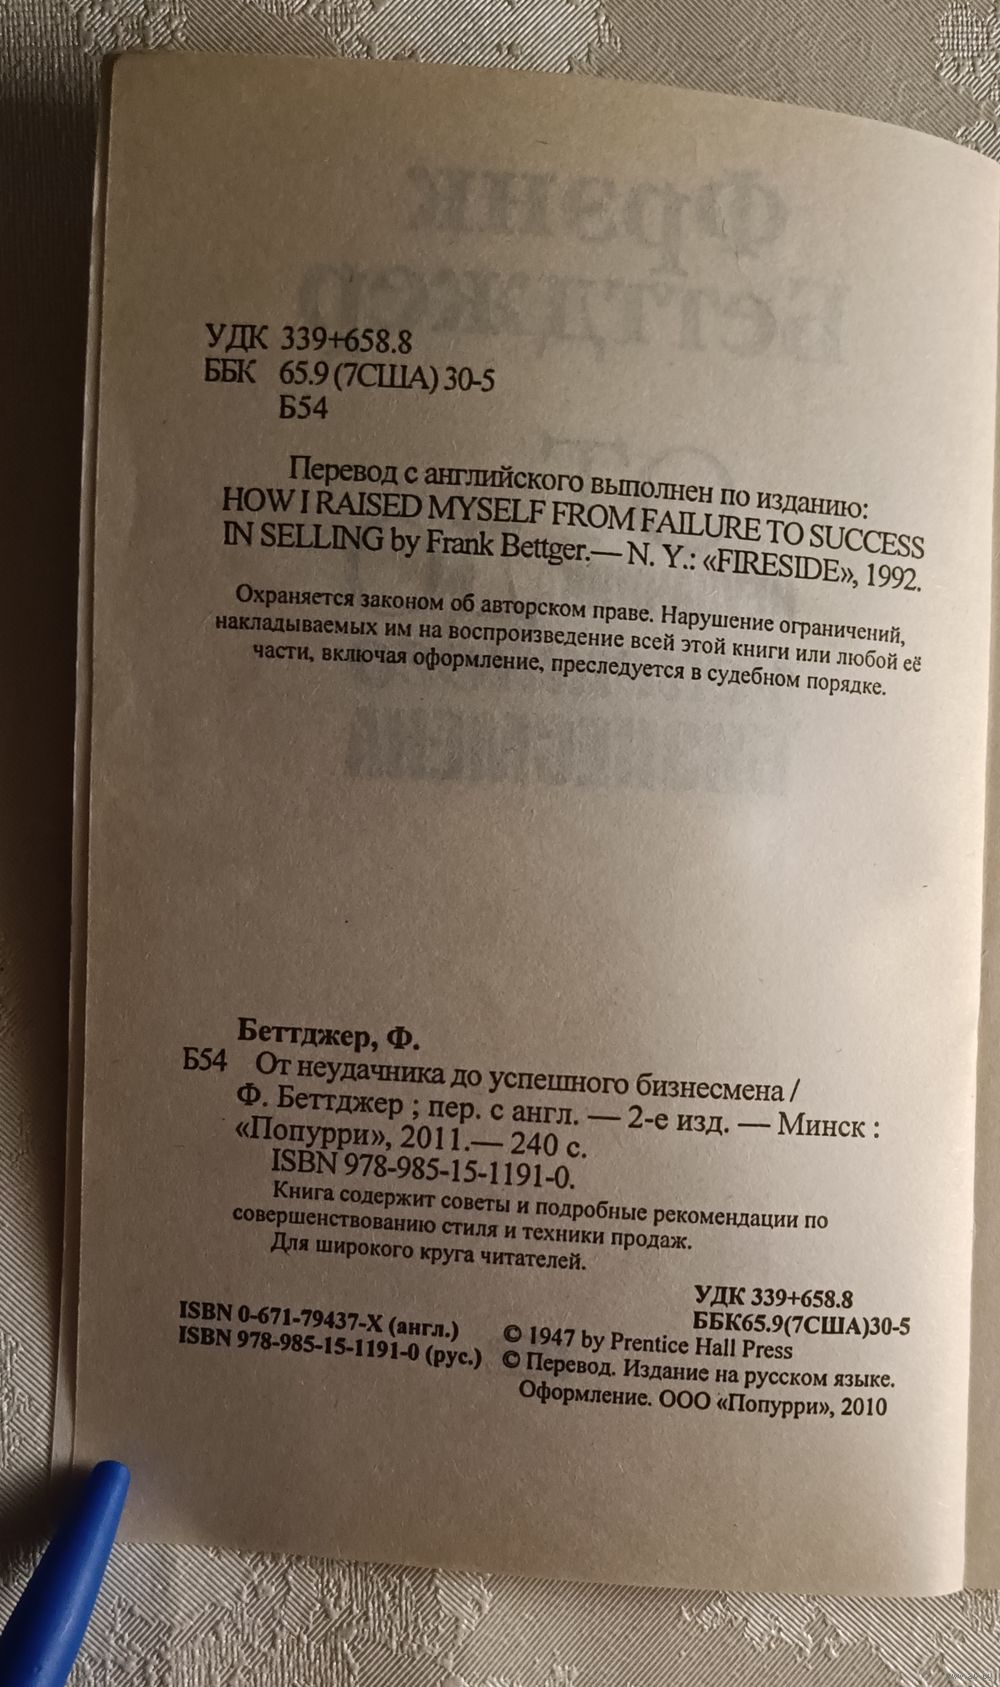 УДК 339+658.8
ББК 65.9 (7США) 30-5
Б54
Перевод с английского выполнен по изданию:
HOW I RAISED MYSELF FROM FAILURE TO SUCCESS
IN SELLING by Frank Bettger.— N. Y.: «FIRESIDE», 1992.
Охраняется законом об авторском праве. Нарушение ограничений,
накладываемых им на воспроизведение всей этой книги или любой её
части, включая оформление, преследуется в судебном порядке.
Беттджер, Ф.
Б54 От неудачника до успешного бизнесмена /
Ф. Беттджер ; пер. с англ. — 2-е изд. — Минск :
«Попурри», 2011.— 240 с.
ISBN 978-985-15-1191-0.
Книга содержит советы и подробные рекомендации по
совершенствованию стиля и техники продаж.
Для широкого круга читателей.
УДК 339+658.8
ББК65.9(7США)30-5
ISBN 0-671-79437-X (англ.)
ISBN 978-985-15-1191-0 (рус.)
© 1947 by Prentice Hall Press
© Перевод. Издание на русском языке.
Оформление. ООО «Попурри», 2010